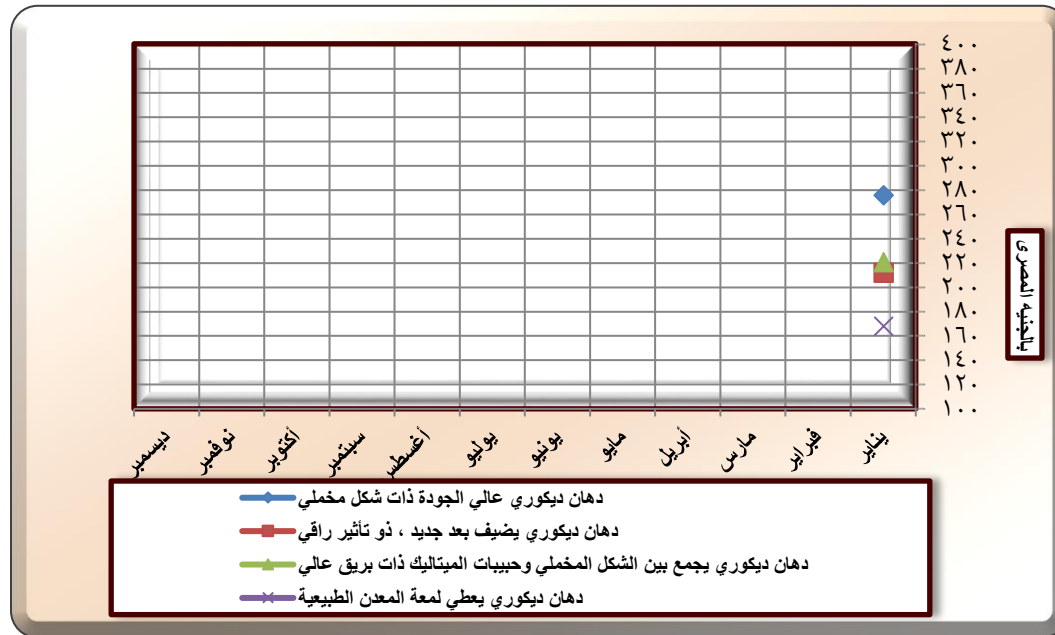 ٤٠٠
٣٨٠
٣٦٠
٣٤٠
٣٢٠
٣٠٠
٢٨٠
٢٦٠
٢٤٠
٢٢٠
٢٠٠
١٨٠
١٦٠
١٤٠
١٢٠
١٠٠
بالجنيه المصرى
يناير
فبراير
مارس
أبريل
مايو
يونيو
يوليو
أغسطس
سبتمبر
أكتوبر
نوفمبر
ديسمبر
دهان ديكوري عالي الجودة ذات شكل مخملي
دهان ديكوري يضيف بعد جديد ، ذو تأثير راقي
دهان ديكوري يجمع بين الشكل المخملي وحبيبات الميتاليك ذات بريق عالي
دهان ديكوري يعطي لمعة المعدن الطبيعية